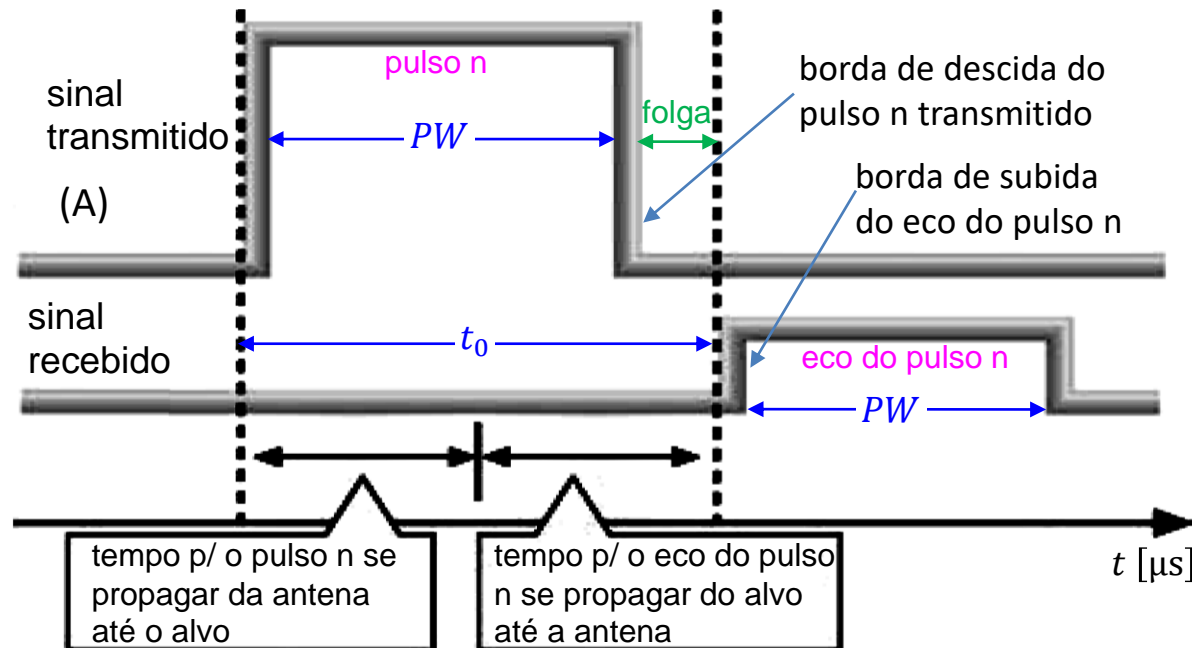 pulso n
sinal
transmitido
PW
folga
borda de descida do
pulso n transmitido
(A)
borda de subida
do eco do pulso n
sinal
recebido
t₀
eco do pulso n
PW
tempo p/ o pulso n se
propagar da antena
até o alvo
tempo p/ o eco do pulso
n se propagar do alvo
até a antena
t [μs]